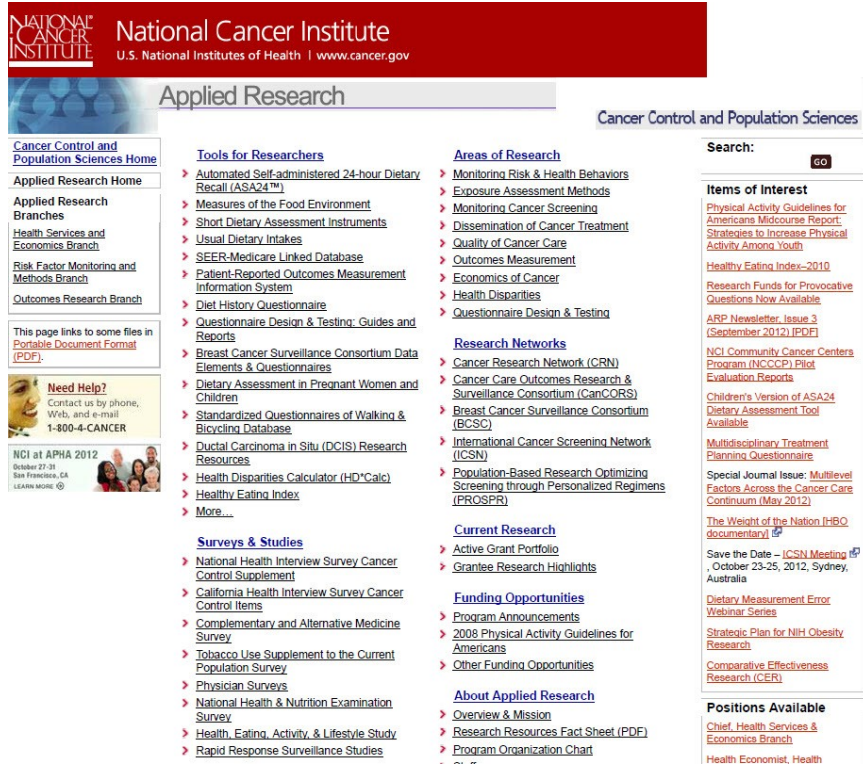 NATIONAL
CANCER
INSTITUTE
National Cancer Institute
U.S. National Institutes of Health | www.cancer.gov
Applied Research
Cancer Control and Population Sciences
Cancer Control and
Population Sciences Home
Applied Research Home
Applied Research
Branches
Health Services and
Economics Branch
Risk Factor Monitoring and
Methods Branch
Outcomes Research Branch
This page links to some files in
Portable Document Format
(PDF).
Need Help?
Contact us by phone,
Web, and e-mail
1-800-4-CANCER
NCI at APHA 2012
October 27-31
San Francisco, CA
LEARN MORE
Tools for Researchers
Automated Self-administered 24-hour Dietary
Recall (ASA24™)
Measures of the Food Environment
Short Dietary Assessment Instruments
Usual Dietary Intakes
SEER-Medicare Linked Database
Patient-Reported Outcomes Measurement
Information System
Diet History Questionnaire
Questionnaire Design & Testing: Guides and
Reports
Breast Cancer Surveillance Consortium Data
Elements & Questionnaires
Dietary Assessment in Pregnant Women and
Children
Standardized Questionnaires of Walking &
Bicycling Database
Ductal Carcinoma in Situ (DCIS) Research
Resources
Health Disparities Calculator (HD*Calc)
Healthy Eating Index
More...
Surveys & Studies
National Health Interview Survey Cancer
Control Supplement
California Health Interview Survey Cancer
Control Items
Complementary and Alternative Medicine
Survey
Tobacco Use Supplement to the Current
Population Survey
Physician Surveys
National Health & Nutrition Examination
Survey
Health, Eating, Activity, & Lifestyle Study
Rapid Response Surveillance Studies
Areas of Research
Monitoring Risk & Health Behaviors
Exposure Assessment Methods
Monitoring Cancer Screening
Dissemination of Cancer Treatment
Quality of Cancer Care
Outcomes Measurement
Economics of Cancer
Health Disparities
Questionnaire Design & Testing
Research Networks
Cancer Research Network (CRN)
Cancer Care Outcomes Research &
Surveillance Consortium (CanCORS)
Breast Cancer Surveillance Consortium
(BCSC)
International Cancer Screening Network
(ICSN)
Population-Based Research Optimizing
Screening through Personalized Regimens
(PROSPR)
Current Research
Active Grant Portfolio
Grantee Research Highlights
Funding Opportunities
Program Announcements
2008 Physical Activity Guidelines for
Americans
Other Funding Opportunities
About Applied Research
Overview & Mission
Research Resources Fact Sheet (PDF)
Program Organization Chart
Search:
GO
Items of Interest
Physical Activity Guidelines for
Americans Midcourse Report:
Strategies to Increase Physical
Activity Among Youth
Healthy Eating Index–2010
Research Funds for Provocative
Questions Now Available
ARP Newsletter, Issue 3
(September 2012) [PDF]
NCI Community Cancer Centers
Program (NCCCP) Pilot
Evaluation Reports
Children's Version of ASA24
Dietary Assessment Tool
Available
Multidisciplinary Treatment
Planning Questionnaire
Special Journal Issue: Multilevel
Factors Across the Cancer Care
Continuum (May 2012)
The Weight of the Nation [HBO
documentary]
Save the Date – ICSN Meeting
, October 23-25, 2012, Sydney,
Australia
Dietary Measurement Error
Webinar Series
Strategic Plan for NIH Obesity
Research
Comparative Effectiveness
Research (CER)
Positions Available
Chief, Health Services &
Economics Branch
Health Economist, Health